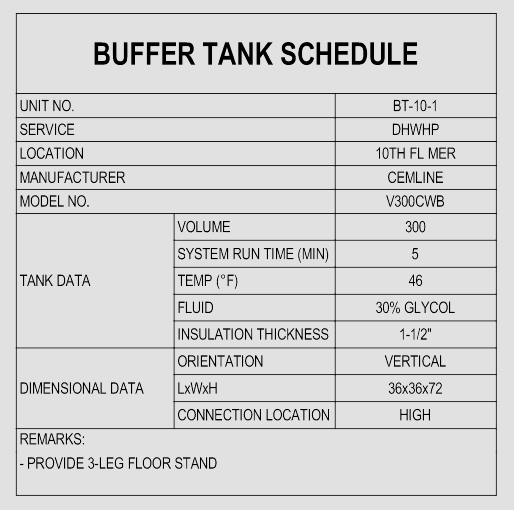 BUFFER TANK SCHEDULE
UNIT NO. BT-10-1
SERVICE DHWHP
LOCATION 10TH FL MER
MANUFACTURER CEMLINE
MODEL NO. V300CWB
TANK DATA
VOLUME 300
SYSTEM RUN TIME (MIN) 5
TEMP (°F) 46
FLUID 30% GLYCOL
INSULATION THICKNESS 1-1/2"
DIMENSIONAL DATA
ORIENTATION VERTICAL
LxWxH 36x36x72
CONNECTION LOCATION HIGH
REMARKS:
- PROVIDE 3-LEG FLOOR STAND